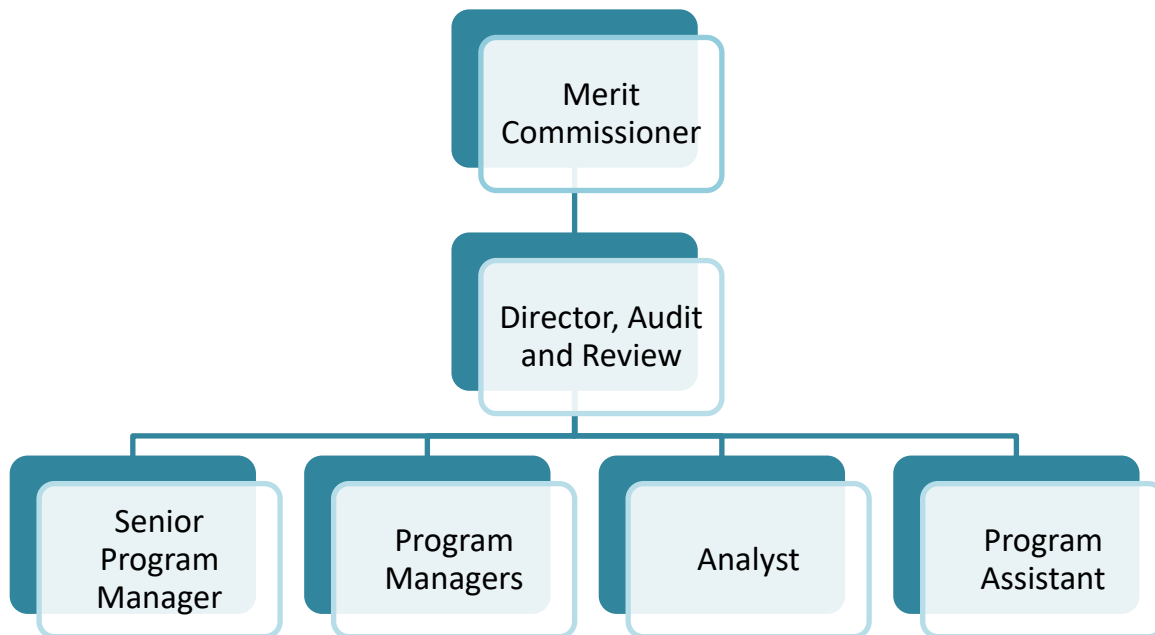 Merit
Commissioner
Director, Audit
and Review
Senior
Program
Manager
Program
Managers
Analyst
Program
Assistant